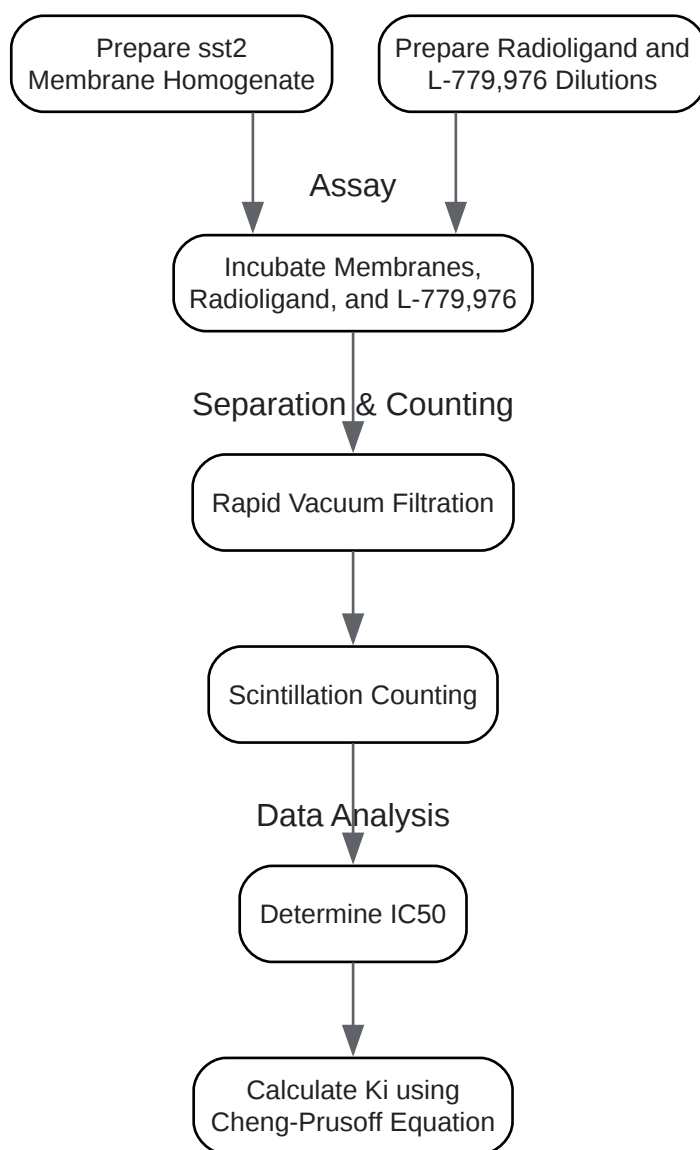 Prepare sst2
Membrane Homogenate
Prepare Radioligand and
L-779,976 Dilutions
Assay
Incubate Membranes,
Radioligand, and L-779,976
Separation & Counting
Rapid Vacuum Filtration
Scintillation Counting
Data Analysis
Determine IC50
Calculate Ki using
Cheng-Prusoff Equation